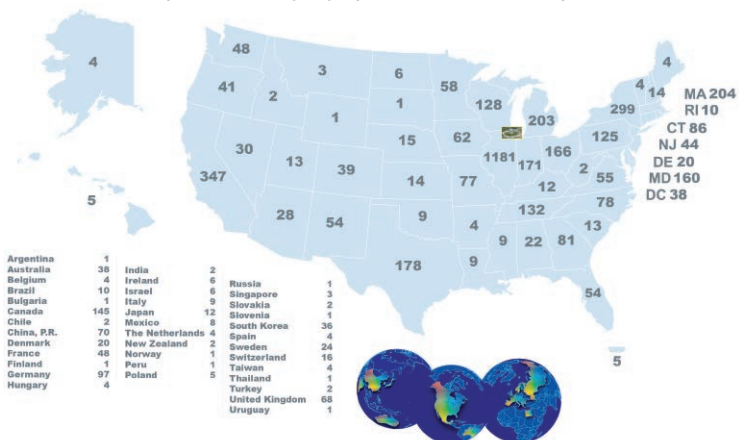 4
48
3
6
58
4
4
14
MA 204
RI 10
CT 86
NJ 44
DE 20
MD 160
DC 38
41
2
1
128
203
299
125
1
15
62
30
13
39
14
77
1181
171
166
2
55
347
12
78
28
54
9
4
132
13
9
22
81
178
9
54
5
5
Argentina 1
Australia 38
Belgium 4
Brazil 10
Bulgaria 1
Canada 145
Chile 2
China, P.R. 70
Denmark 20
France 48
Finland 1
Germany 97
Hungary 4
India 2
Ireland 6
Israel 6
Italy 9
Japan 12
Mexico 8
The Netherlands 4
New Zealand 2
Norway 1
Peru 1
Poland 5
Russia 1
Singapore 3
Slovakia 2
Slovenia 1
South Korea 36
Spain 4
Sweden 24
Switzerland 16
Taiwan 4
Thailand 1
Turkey 2
United Kingdom 68
Uruguay 1